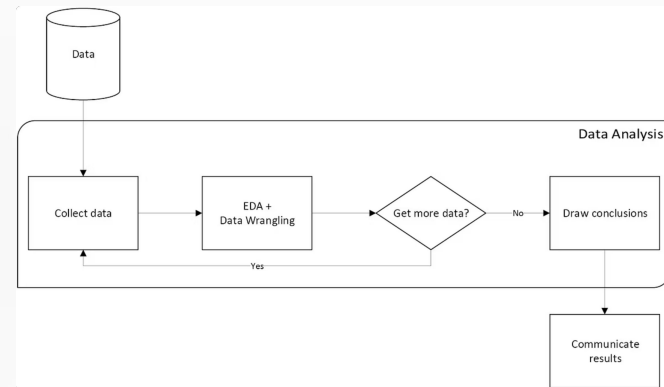 Data
Data Analysis
Collect data
EDA +
Data Wrangling
Get more data?
No
Draw conclusions
Yes
Communicate
results